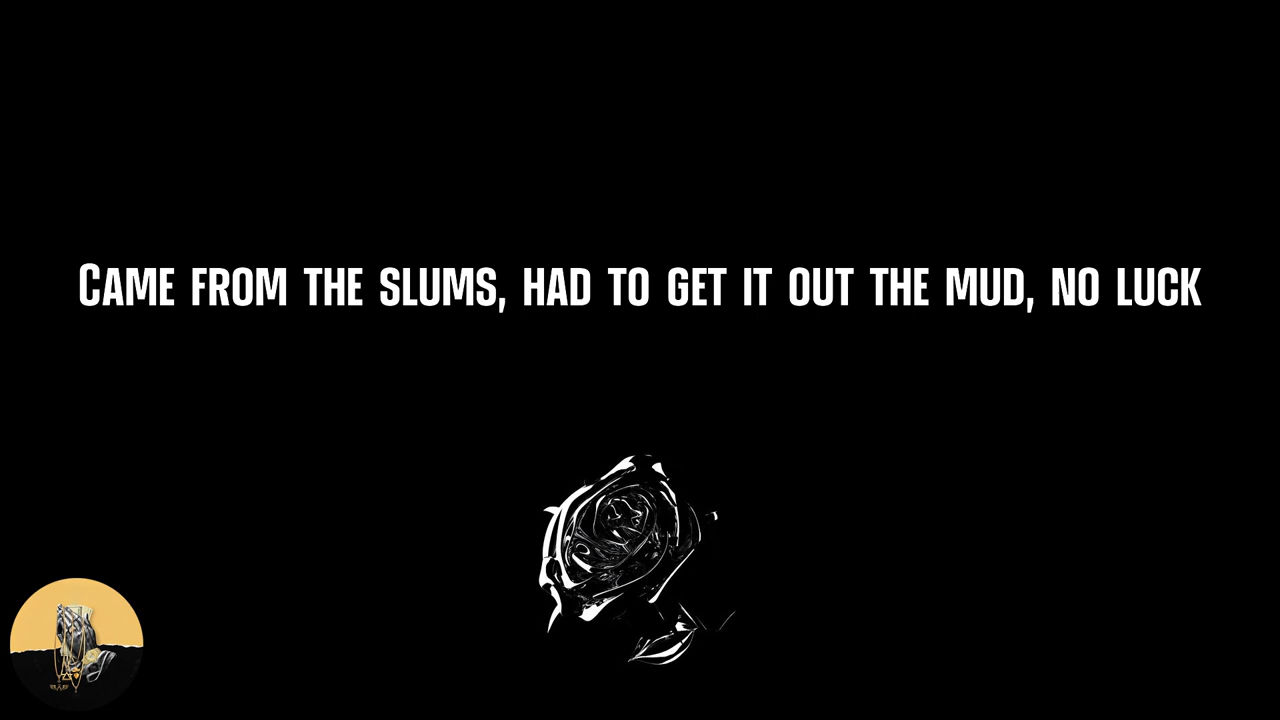 Came from the slums, had to get it out the mud, no luck